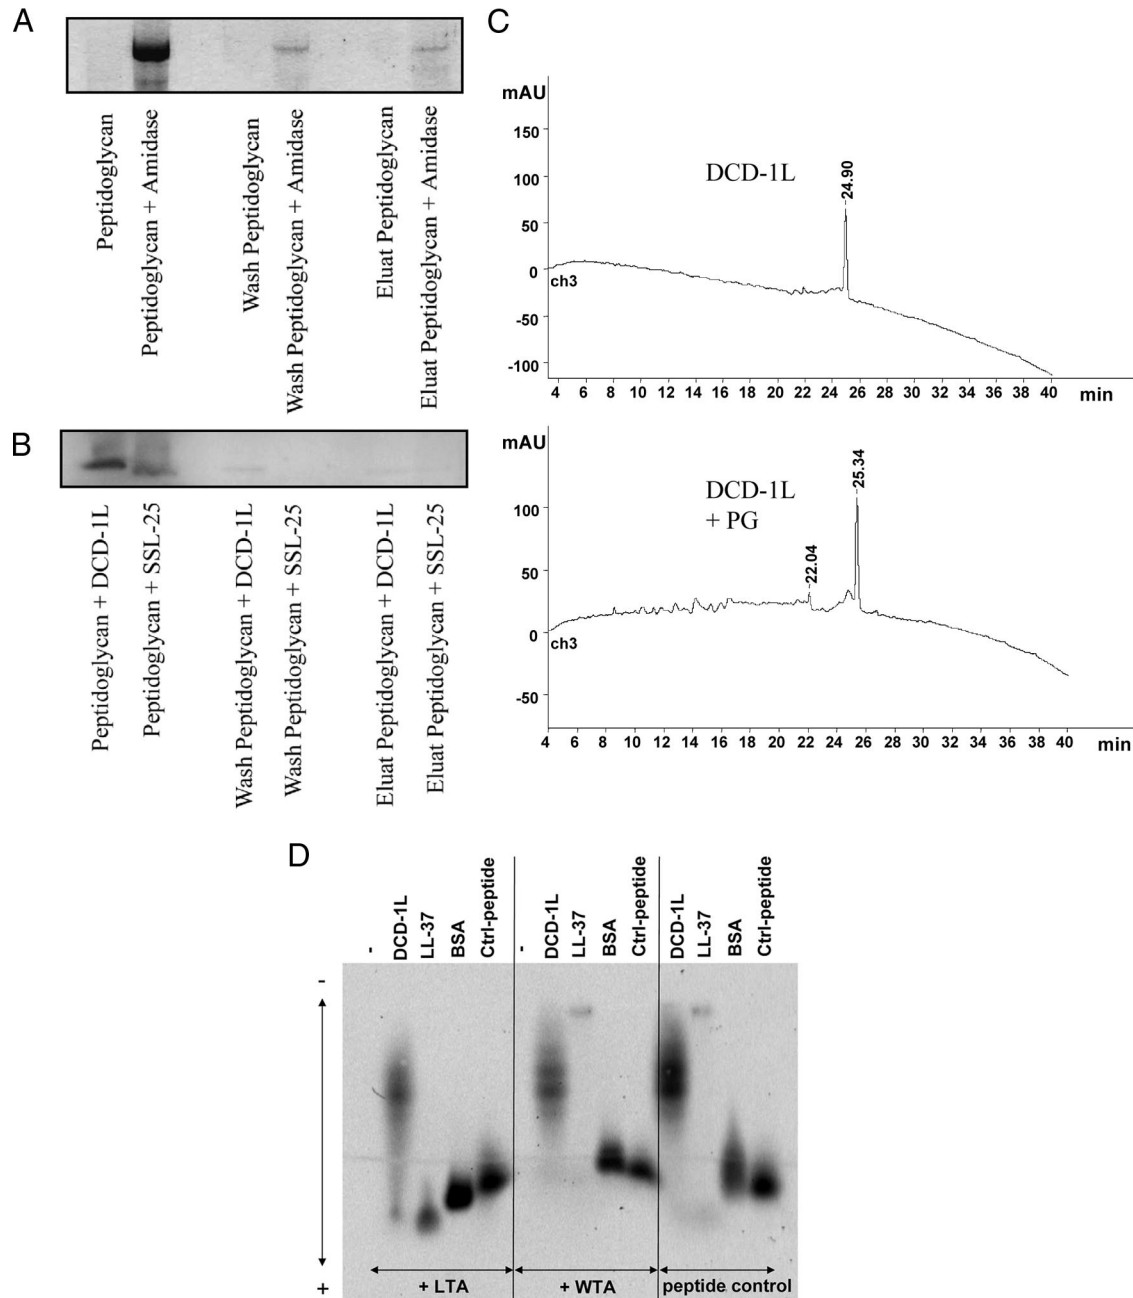 A
Peptidoglycan
Peptidoglycan + Amidase
Wash Peptidoglycan
Wash Peptidoglycan + Amidase
Eluat Peptidoglycan
Eluat Peptidoglycan + Amidase
B
Peptidoglycan + DCD-1L
Peptidoglycan + SSL-25
Wash Peptidoglycan + DCD-1L
Wash Peptidoglycan + SSL-25
Eluat Peptidoglycan + DCD-1L
Eluat Peptidoglycan + SSL-25
C
mAU
150
100
50
0
-50
-100
DCD-1L
24.90
ch3
4 6 8 10 12 14 16 18 20 22 24 26 28 30 32 34 36 38 40 min
mAU
100
50
0
-50
DCD-1L
+ PG
22.04
25.34
ch3
4 6 8 10 12 14 16 18 20 22 24 26 28 30 32 34 36 38 40 min
D
- DCD-1L LL-37 BSA Ctrl-peptide - DCD-1L LL-37 BSA Ctrl-peptide DCD-1L LL-37 BSA Ctrl-peptide
-
+
+ LTA + WTA peptide control